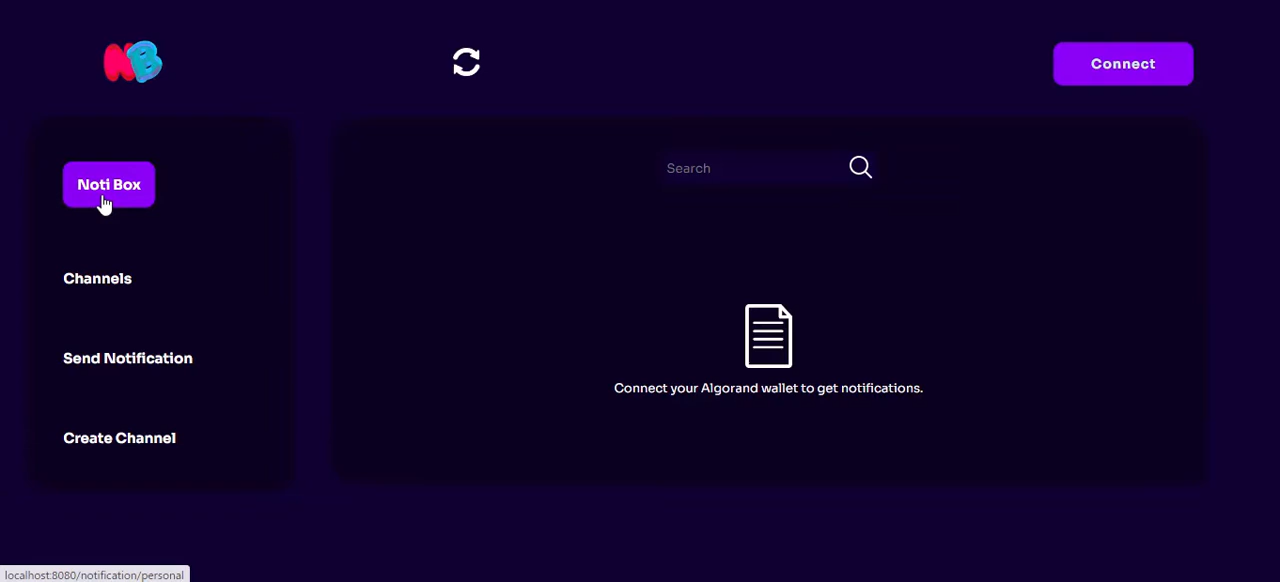 NB
Connect
Noti Box
Search
Channels
Send Notification
Connect your Algorand wallet to get notifications.
Create Channel
localhost:8080/notification/personal